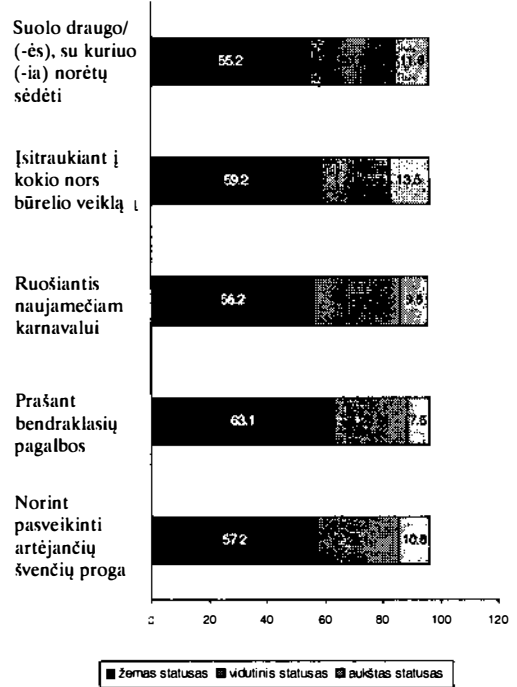 Suolo draugo/
(-ės), su kuriuo
(-ia) norėtų
sėdėti
55.2
Įsitraukiant į
kokio nors
būrelio veiklą
59.2
13.5
Ruošiantis
naujamečiam
karnavalui
56.2
Prašant
bendraklasių
pagalbos
63.1
7.5
Norint
pasveikinti
artėjančių
švenčių proga
57.2
10.8
20 40 60 80 100 120
žemas statusas vidutinis statusas aukštas statusas